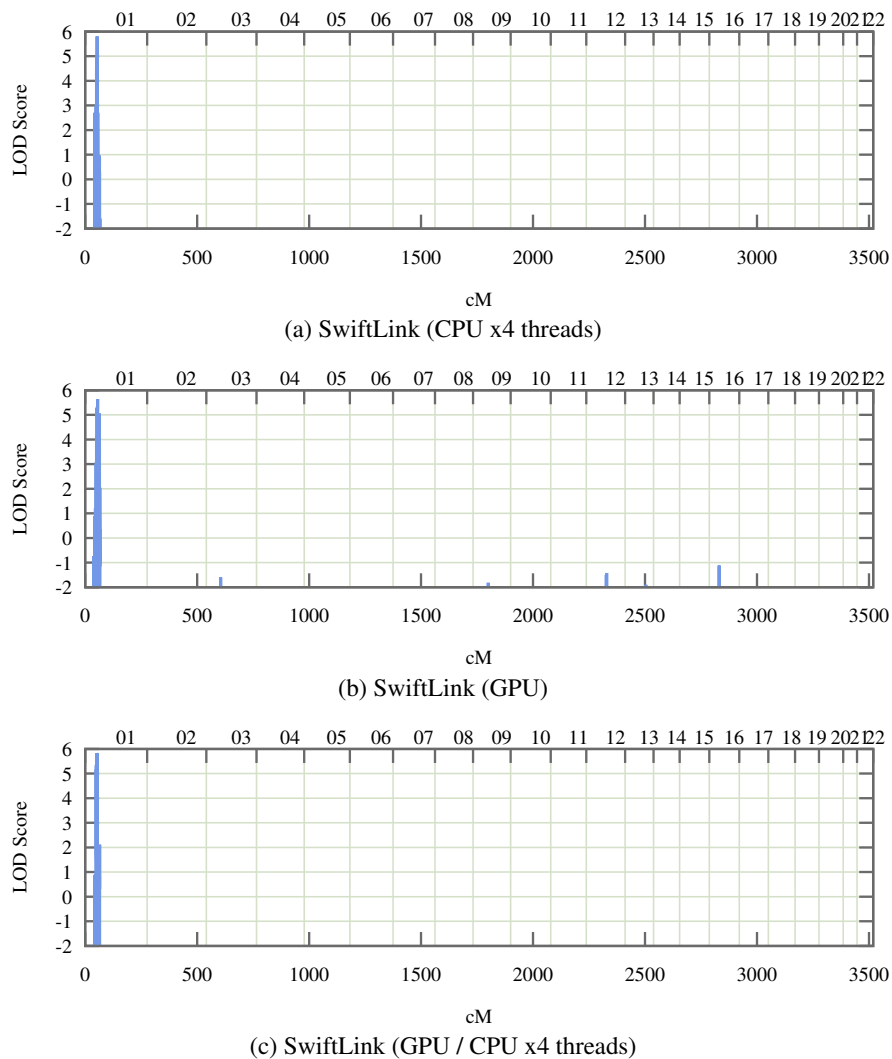 01 02 03 04 05 06 07 08 09 10 11 12 13 14 15 16 17 18 19 20 21 22
6
5
4
3
2
1
0
-1
-2
LOD Score
0 500 1000 1500 2000 2500 3000 3500
cM
(a) SwiftLink (CPU x4 threads)
01 02 03 04 05 06 07 08 09 10 11 12 13 14 15 16 17 18 19 20 21 22
6
5
4
3
2
1
0
-1
-2
LOD Score
0 500 1000 1500 2000 2500 3000 3500
cM
(b) SwiftLink (GPU)
01 02 03 04 05 06 07 08 09 10 11 12 13 14 15 16 17 18 19 20 21 22
6
5
4
3
2
1
0
-1
-2
LOD Score
0 500 1000 1500 2000 2500 3000 3500
cM
(c) SwiftLink (GPU / CPU x4 threads)